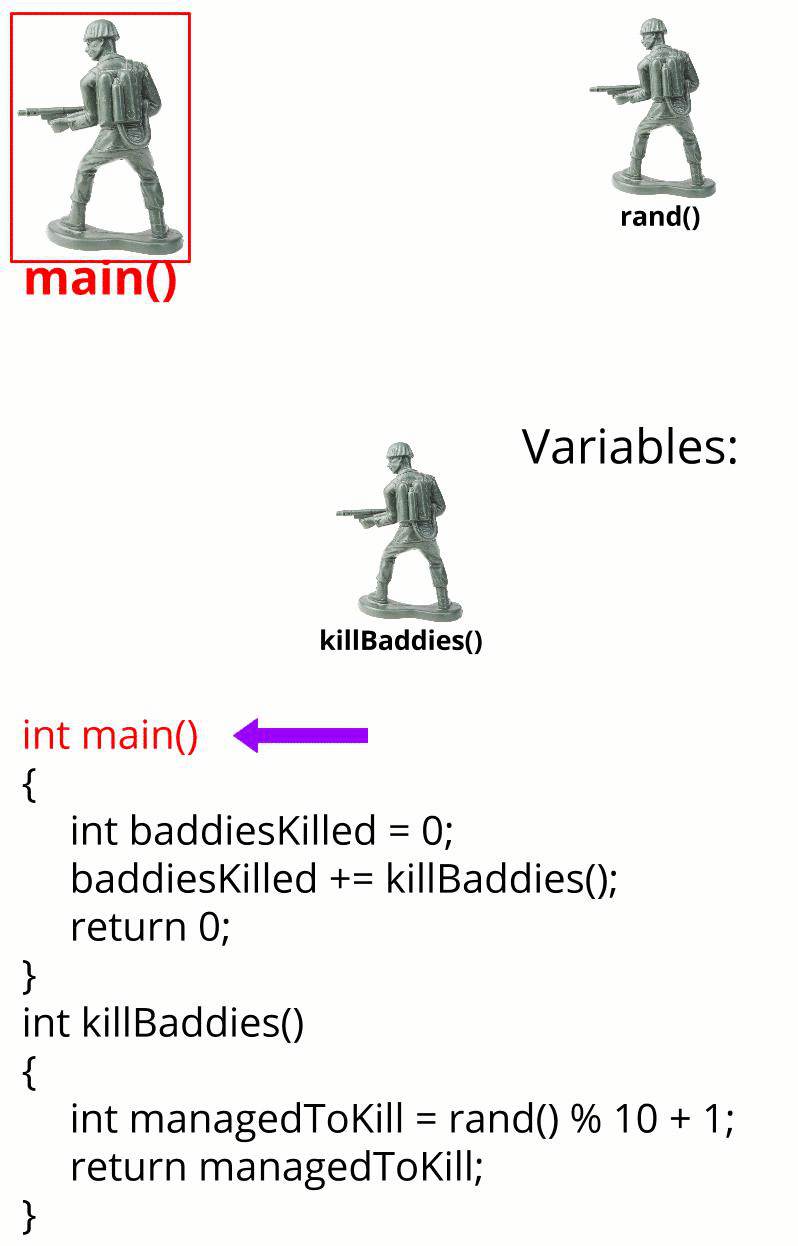 main()
rand()
Variables:
killBaddies()
int main()
{
int baddiesKilled = 0;
baddiesKilled += killBaddies();
return 0;
}
int killBaddies()
{
int managedToKill = rand() % 10 + 1;
return managedToKill;
}